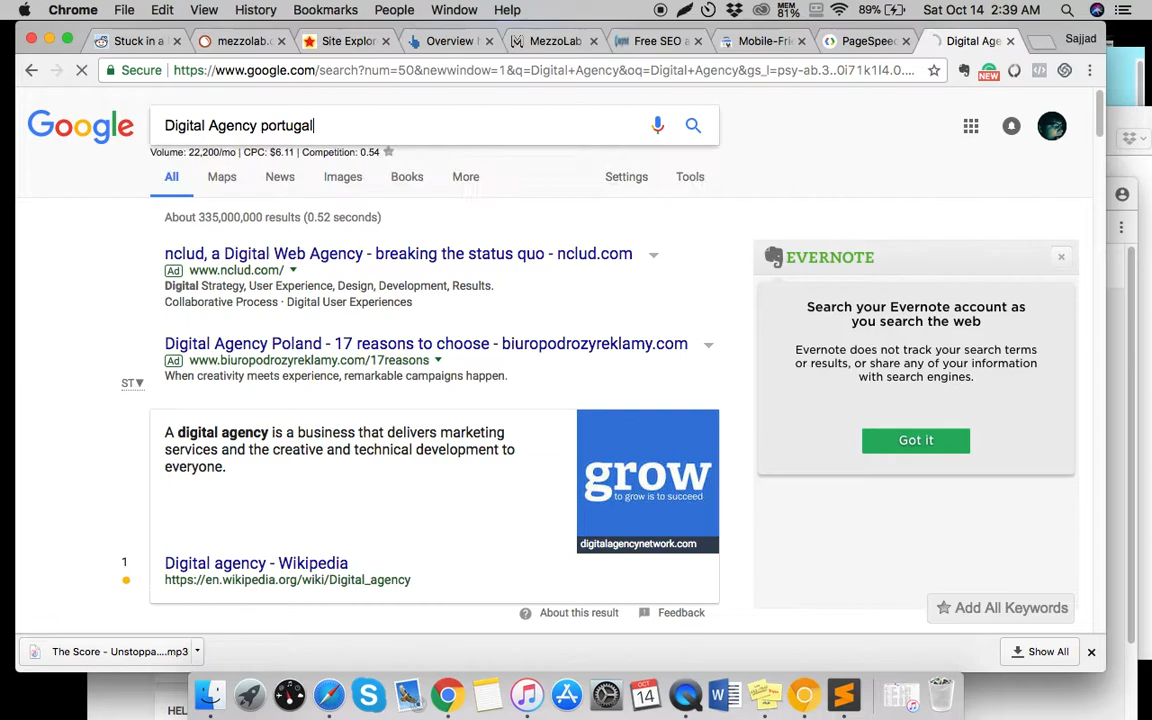 Chrome File Edit View History Bookmarks People Window Help MEM 81% 89% Sat Oct 14 2:39 AM
Stuck in a mezzolab.c Site Explor Overview MezzoLab Free SEO a Mobile-Fri PageSpeed Digital Age Sajjad
Secure https://www.google.com/search?num=50&newwindow=1&q=Digital+Agency&oq=Digital+Agency&gs_l=psy-ab.3..0i71k1l4.0.... NEW
Google
Digital Agency portugal
Volume: 22,200/mo | CPC: $6.11 | Competition: 0.54
All Maps News Images Books More Settings Tools
About 335,000,000 results (0.52 seconds)
nclud, a Digital Web Agency - breaking the status quo - nclud.com
Ad www.nclud.com/
Digital Strategy, User Experience, Design, Development, Results.
Collaborative Process · Digital User Experiences
Digital Agency Poland - 17 reasons to choose - biuropodrozyreklamy.com
Ad www.biuropodrozyreklamy.com/17reasons
When creativity meets experience, remarkable campaigns happen.
ST▼
A digital agency is a business that delivers marketing
services and the creative and technical development to
everyone.
grow
to grow is to succeed
digitalagencynetwork.com
1
Digital agency - Wikipedia
https://en.wikipedia.org/wiki/Digital_agency
About this result Feedback
EVERNOTE
Search your Evernote account as
you search the web
Evernote does not track your search terms
or results, or share any of your information
with search engines.
Got it
Add All Keywords
The Score - Unstoppa....mp3
Show All
OCT
14
HEL